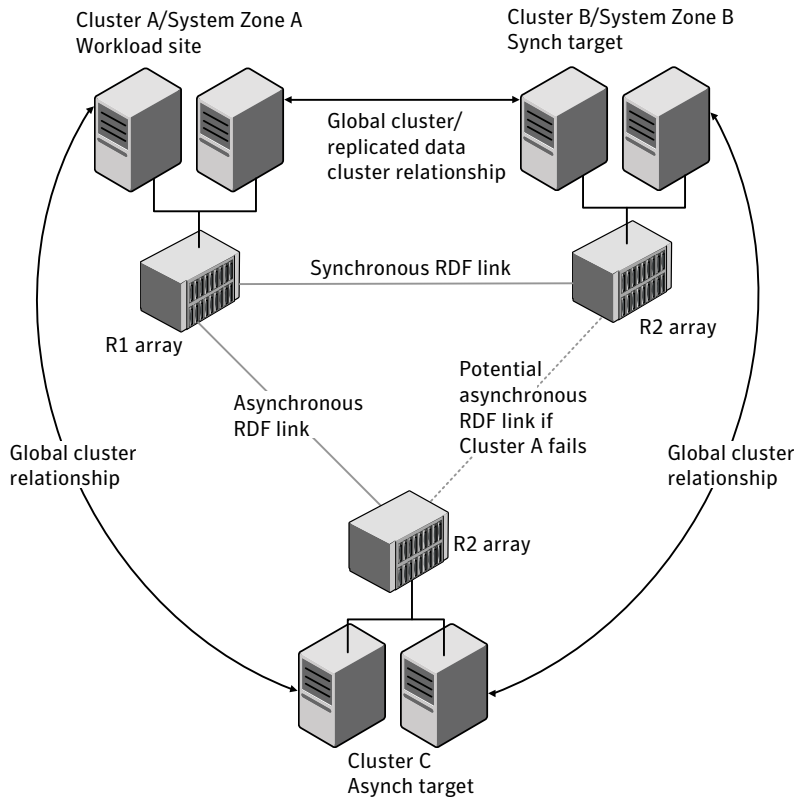 Cluster A/System Zone A
Workload site
Cluster B/System Zone B
Synch target
Global cluster/
replicated data
cluster relationship
Synchronous RDF link
R1 array
R2 array
Asynchronous
RDF link
Potential
asynchronous
RDF link if
Cluster A fails
Global cluster
relationship
Global cluster
relationship
R2 array
Cluster C
Asynch target